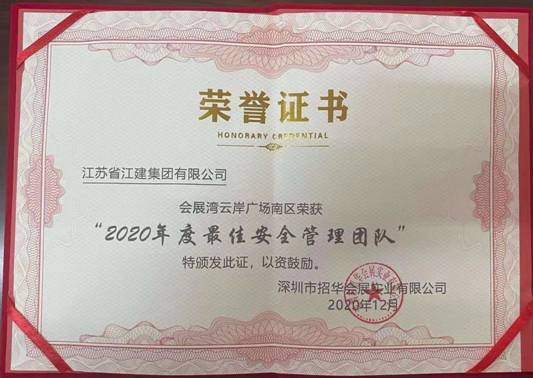 荣誉证书
HONORARY CREDENTIAL
江苏省江建集团有限公司
会展湾云岸广场南区荣获
“2020年度最佳安全管理团队”
特颁发此证，以资鼓励。
深圳市招华会展实业有限公司
2020年12月